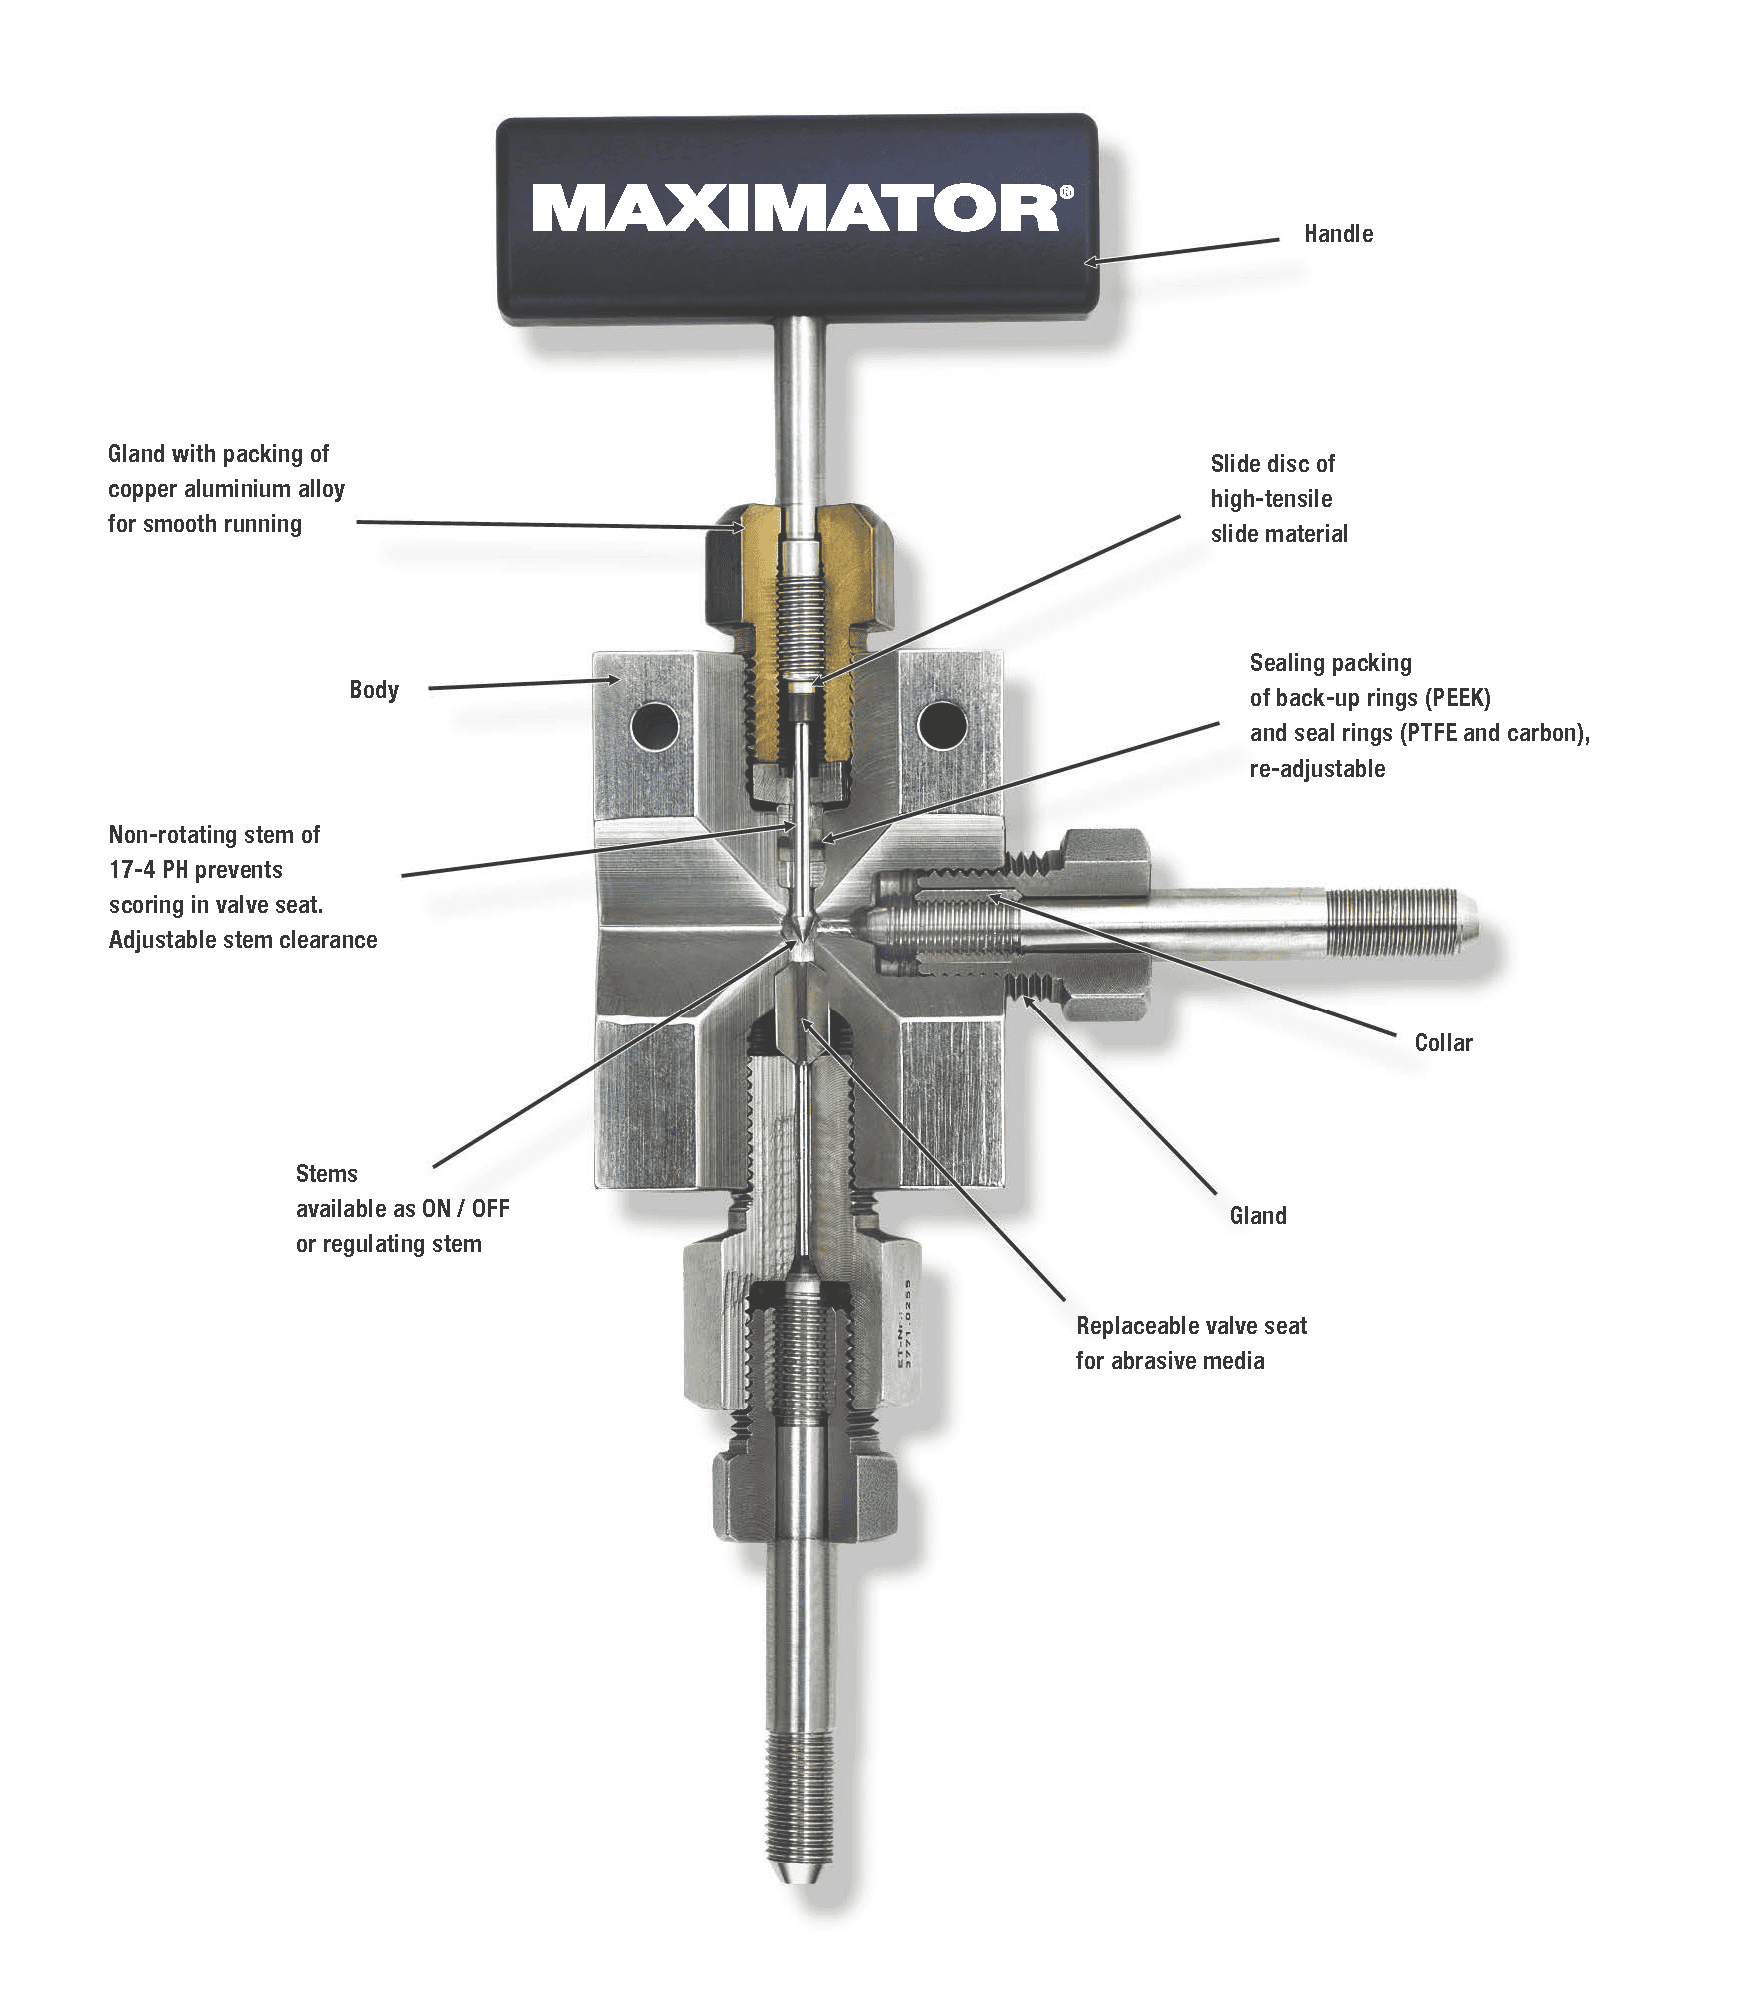 MAXIMATOR®
Handle
Gland with packing of
copper aluminium alloy
for smooth running
Slide disc of
high-tensile
slide material
Body
Sealing packing
of back-up rings (PEEK)
and seal rings (PTFE and carbon),
re-adjustable
Non-rotating stem of
17-4 PH prevents
scoring in valve seat.
Adjustable stem clearance
Collar
Stems
available as ON / OFF
or regulating stem
Gland
Replaceable valve seat
for abrasive media
ET-Nr.:
3771.0255